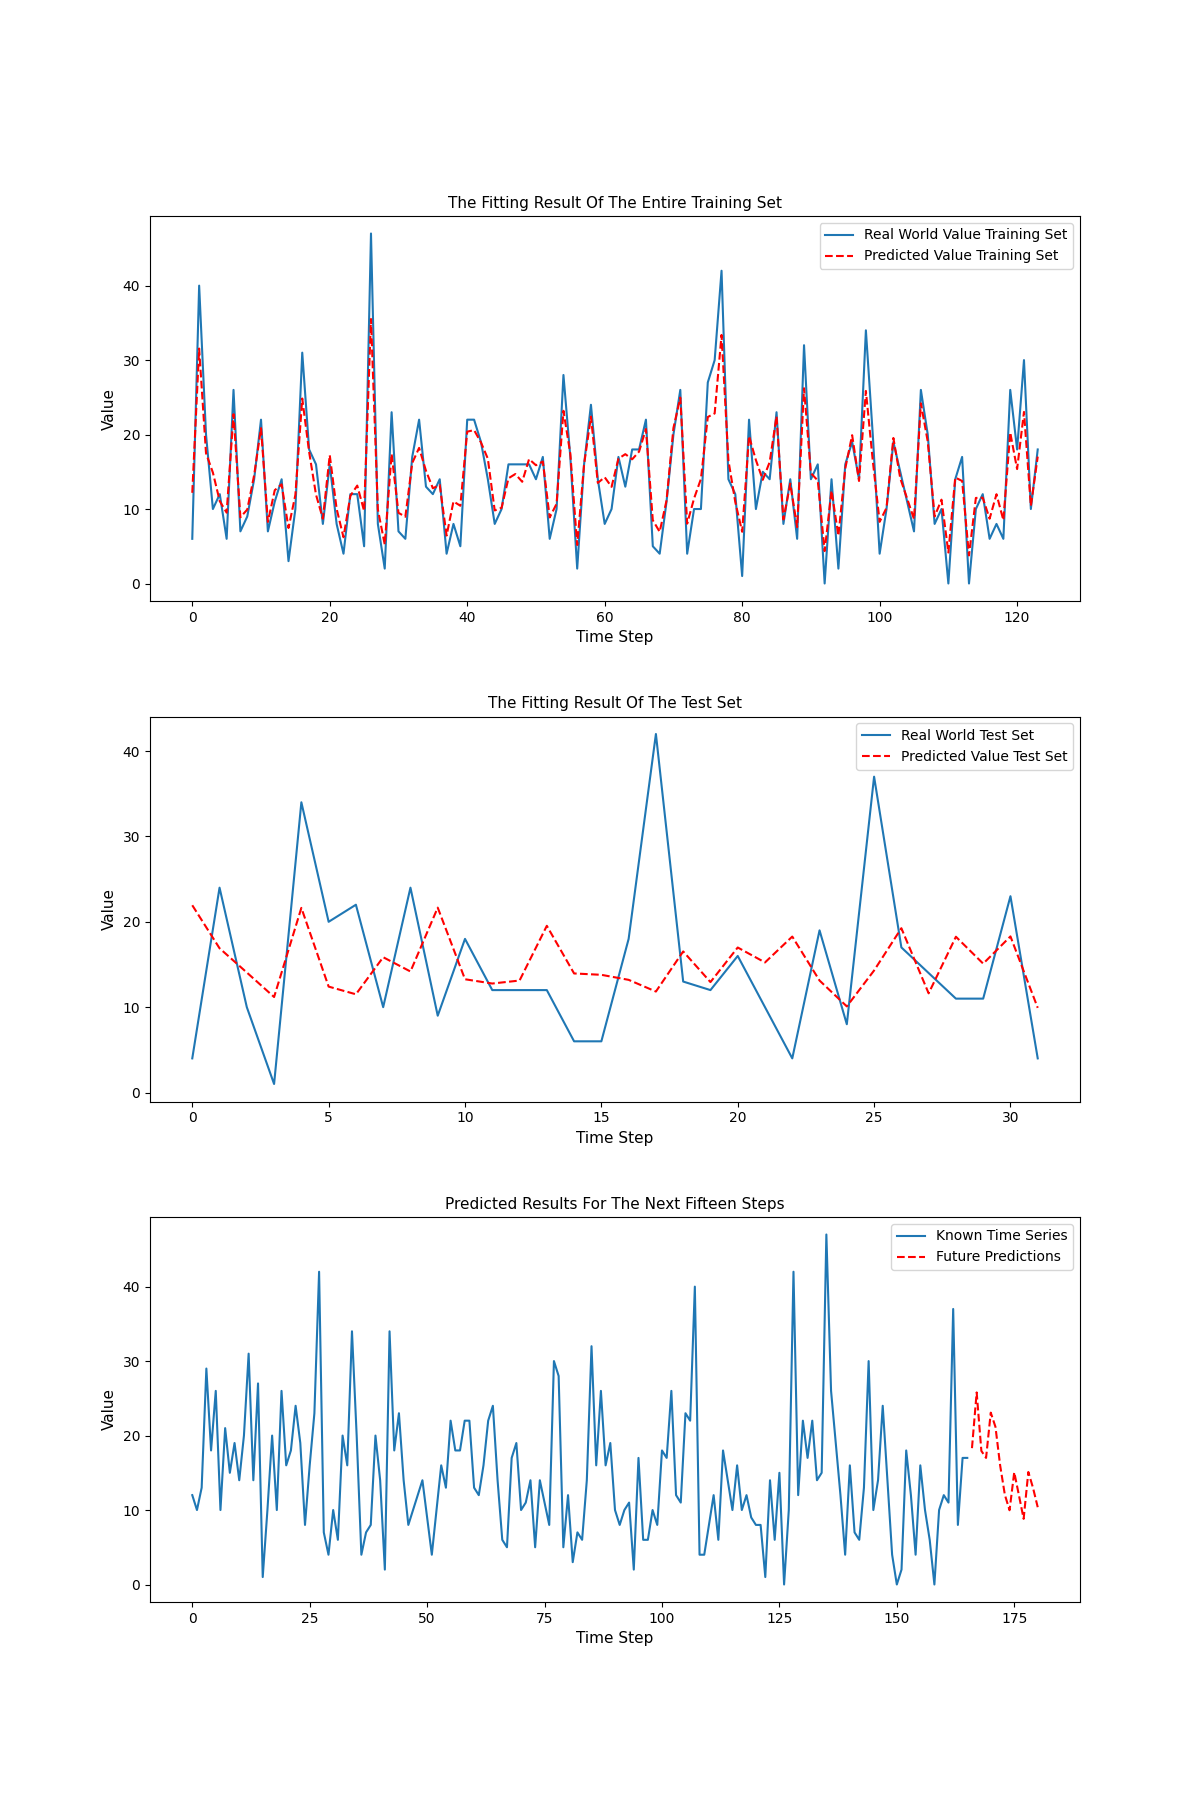 The Fitting Result Of The Entire Training Set
Real World Value Training Set
Predicted Value Training Set
Value
40
30
20
10
0
0 20 40 60 80 100 120
Time Step
The Fitting Result Of The Test Set
Real World Test Set
Predicted Value Test Set
Value
40
30
20
10
0
0 5 10 15 20 25 30
Time Step
Predicted Results For The Next Fifteen Steps
Known Time Series
Future Predictions
Value
40
30
20
10
0
0 25 50 75 100 125 150 175
Time Step